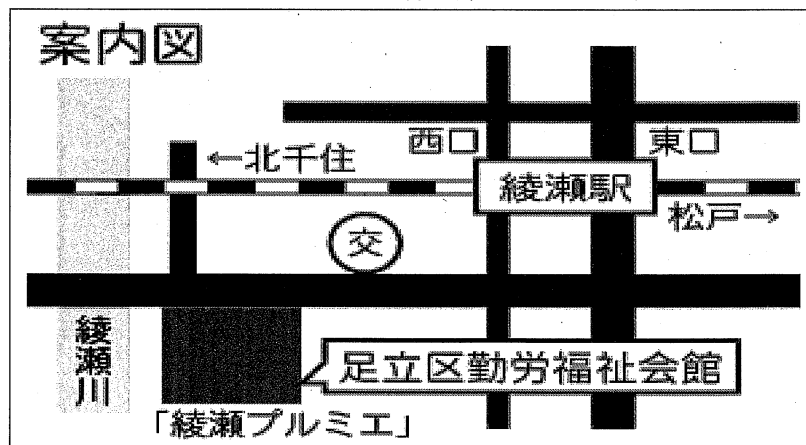 案内図
西口
東口
←北千住
綾瀬駅
松戸→
交
綾瀬川
足立区勤労福祉会館
「綾瀬プルミエ」